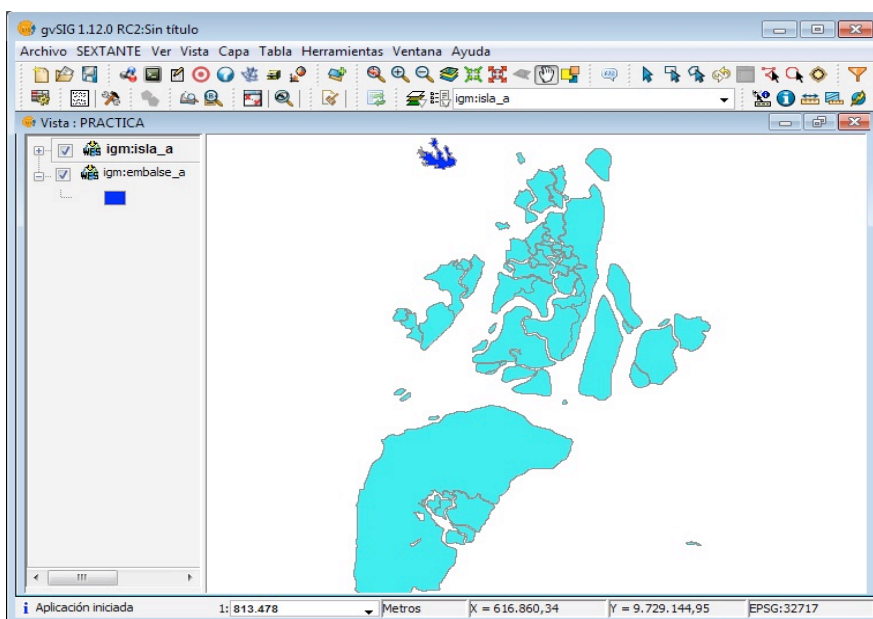 gvSIG 1.12.0 RC2:Sin título
Archivo SEXTANTE Ver Vista Capa Tabla Herramientas Ventana Ayuda
igm:isla_a
Vista : PRACTICA
igm:isla_a
igm:embalse_a
Aplicación iniciada 1: 813.478 Metros X = 616.860,34 Y = 9.729.144,95 EPSG:32717